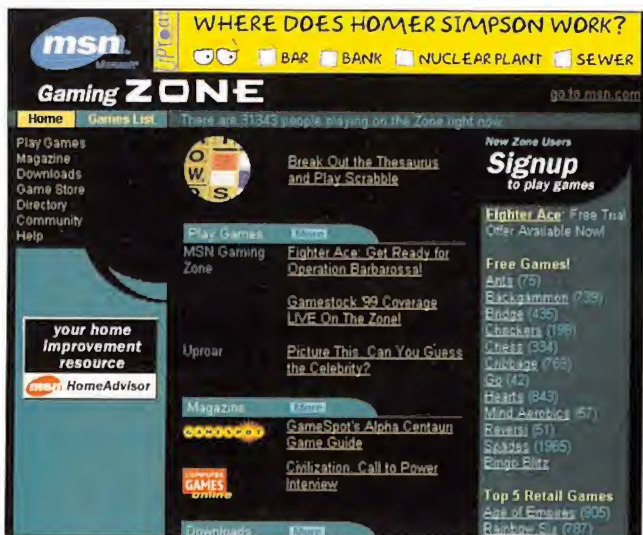 msn
Microsoft
UPROAR
WHERE DOES HOMER SIMPSON WORK?
BAR BANK NUCLEAR PLANT SEWER
Gaming ZONE
go to msn.com
Home Games List There are 31343 people playing on the Zone right now.
Play Games
Magazine
Downloads
Game Store
Directory
Community
Help
your home
improvement
resource
msn HomeAdvisor
Break Out the Thesaurus
and Play Scrabble
Play Games More
MSN Gaming
Zone
Fighter Ace: Get Ready for
Operation Barbarossa!
Gamestock '99 Coverage
LIVE On The Zone!
Uproar
Picture This. Can You Guess
the Celebrity?
Magazine More
GAMESPOT
GameSpot's Alpha Centauri
Game Guide
COMPUTER
GAMES
Online
Civilization: Call to Power
Interview
Downloads More
New Zone Users
Signup
to play games
Fighter Ace: Free Trial
Offer Available Now!
Free Games!
Ants (75)
Backgammon (739)
Bridge (435)
Checkers (198)
Chess (334)
Cribbage (763)
Go (42)
Hearts (843)
Mind Aerobics (57)
Reversi (51)
Spades (1965)
Bingo Blitz
Top 5 Retail Games
Age of Empires (905)
Rainbow Six (787)